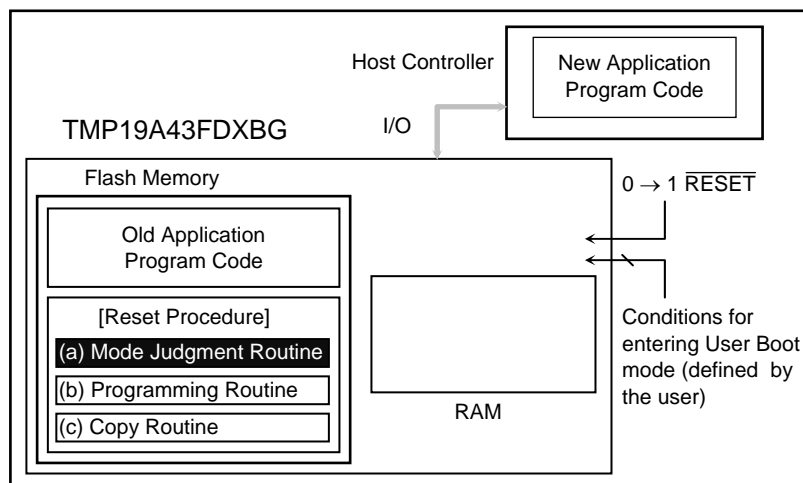 Host Controller
New Application
Program Code
TMP19A43FDXBG
I/O
Flash Memory
0 → 1 RESET
Old Application
Program Code
[Reset Procedure]
(a) Mode Judgment Routine
(b) Programming Routine
(c) Copy Routine
RAM
Conditions for
entering User Boot
mode (defined by
the user)